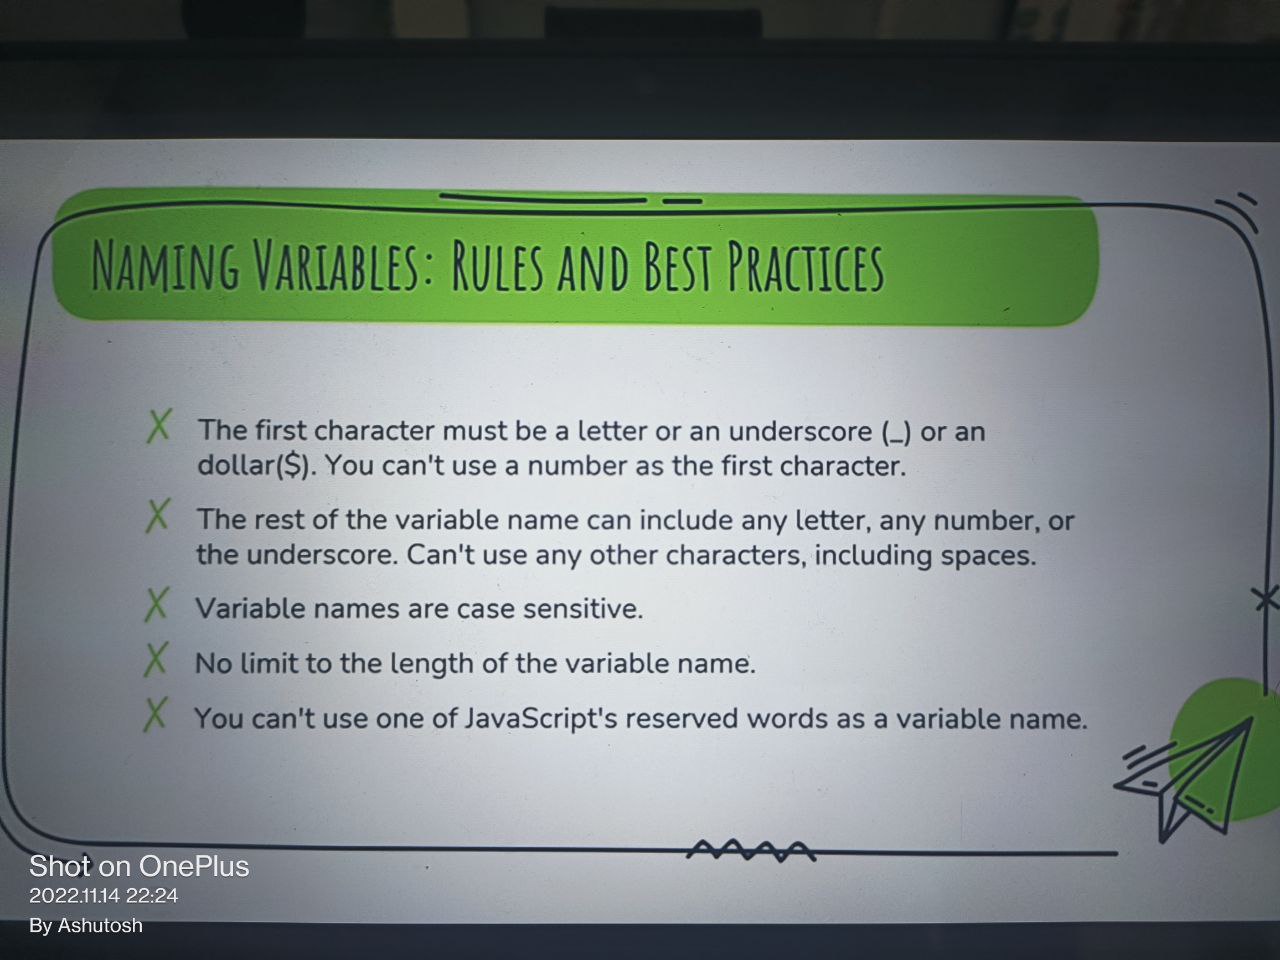 NAMING VARIABLES: RULES AND BEST PRACTICES
The first character must be a letter or an underscore (_) or an
dollar($). You can't use a number as the first character.
The rest of the variable name can include any letter, any number, or
the underscore. Can't use any other characters, including spaces.
Variable names are case sensitive.
No limit to the length of the variable name.
You can't use one of JavaScript's reserved words as a variable name.
Shot on OnePlus
2022.11.14 22:24
By Ashutosh